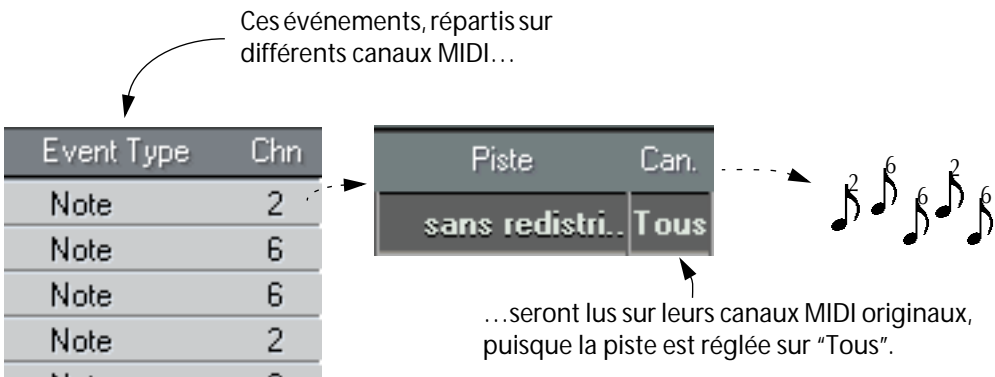 Ces événements, répartis sur
différents canaux MIDI…
Event Type Chn
Note 2
Note 6
Note 6
Note 2
Piste Can.
sans redistri.. Tous
2 6 6 2 6
…seront lus sur leurs canaux MIDI originaux,
puisque la piste est réglée sur “Tous”.